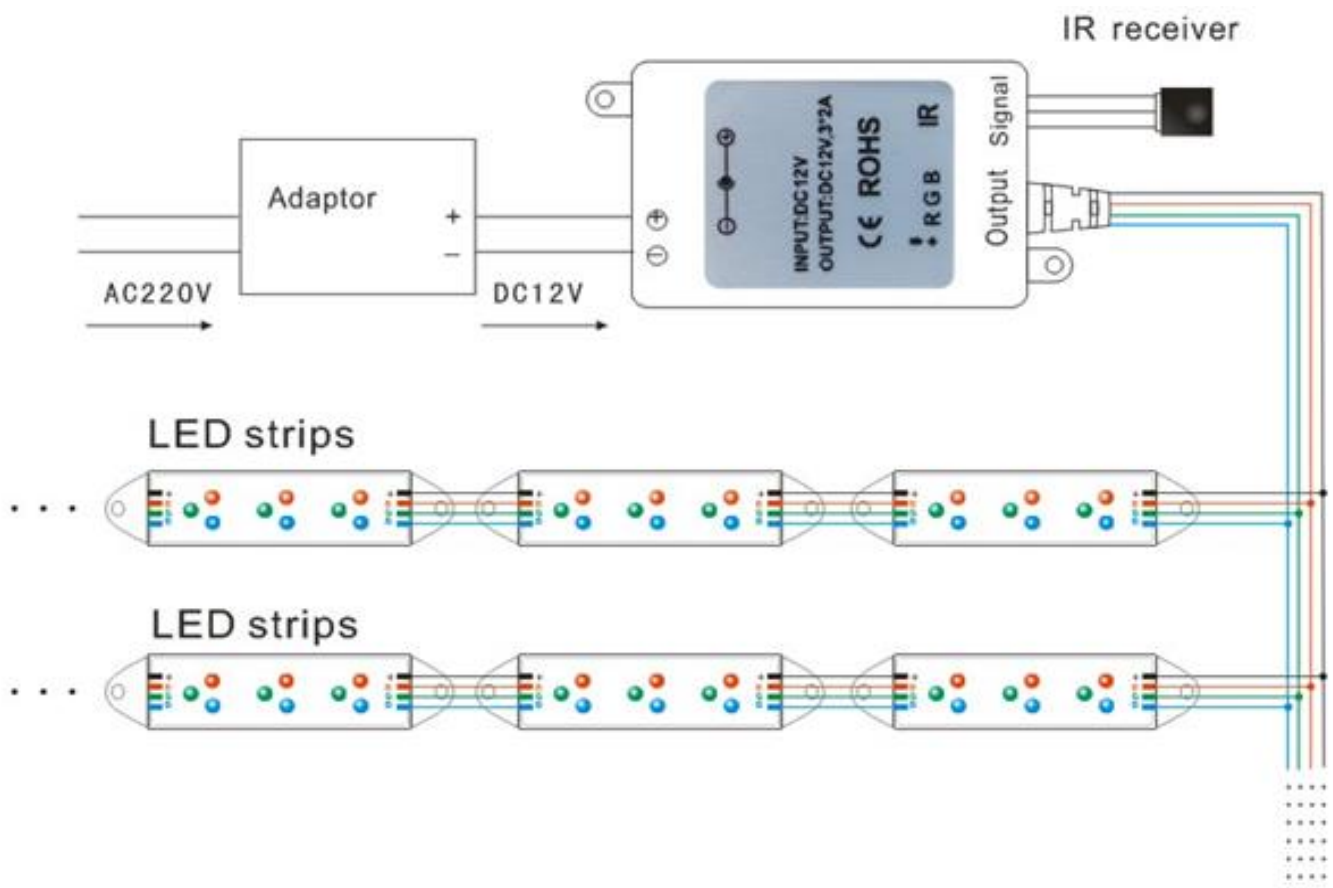 IR receiver
Signal
Output
INPUT:DC12V
OUTPUT:DC12V,3*2A
CE ROHS
R G B IR
Adaptor
+
−
+
−
AC220V
DC12V
LED strips
LED strips